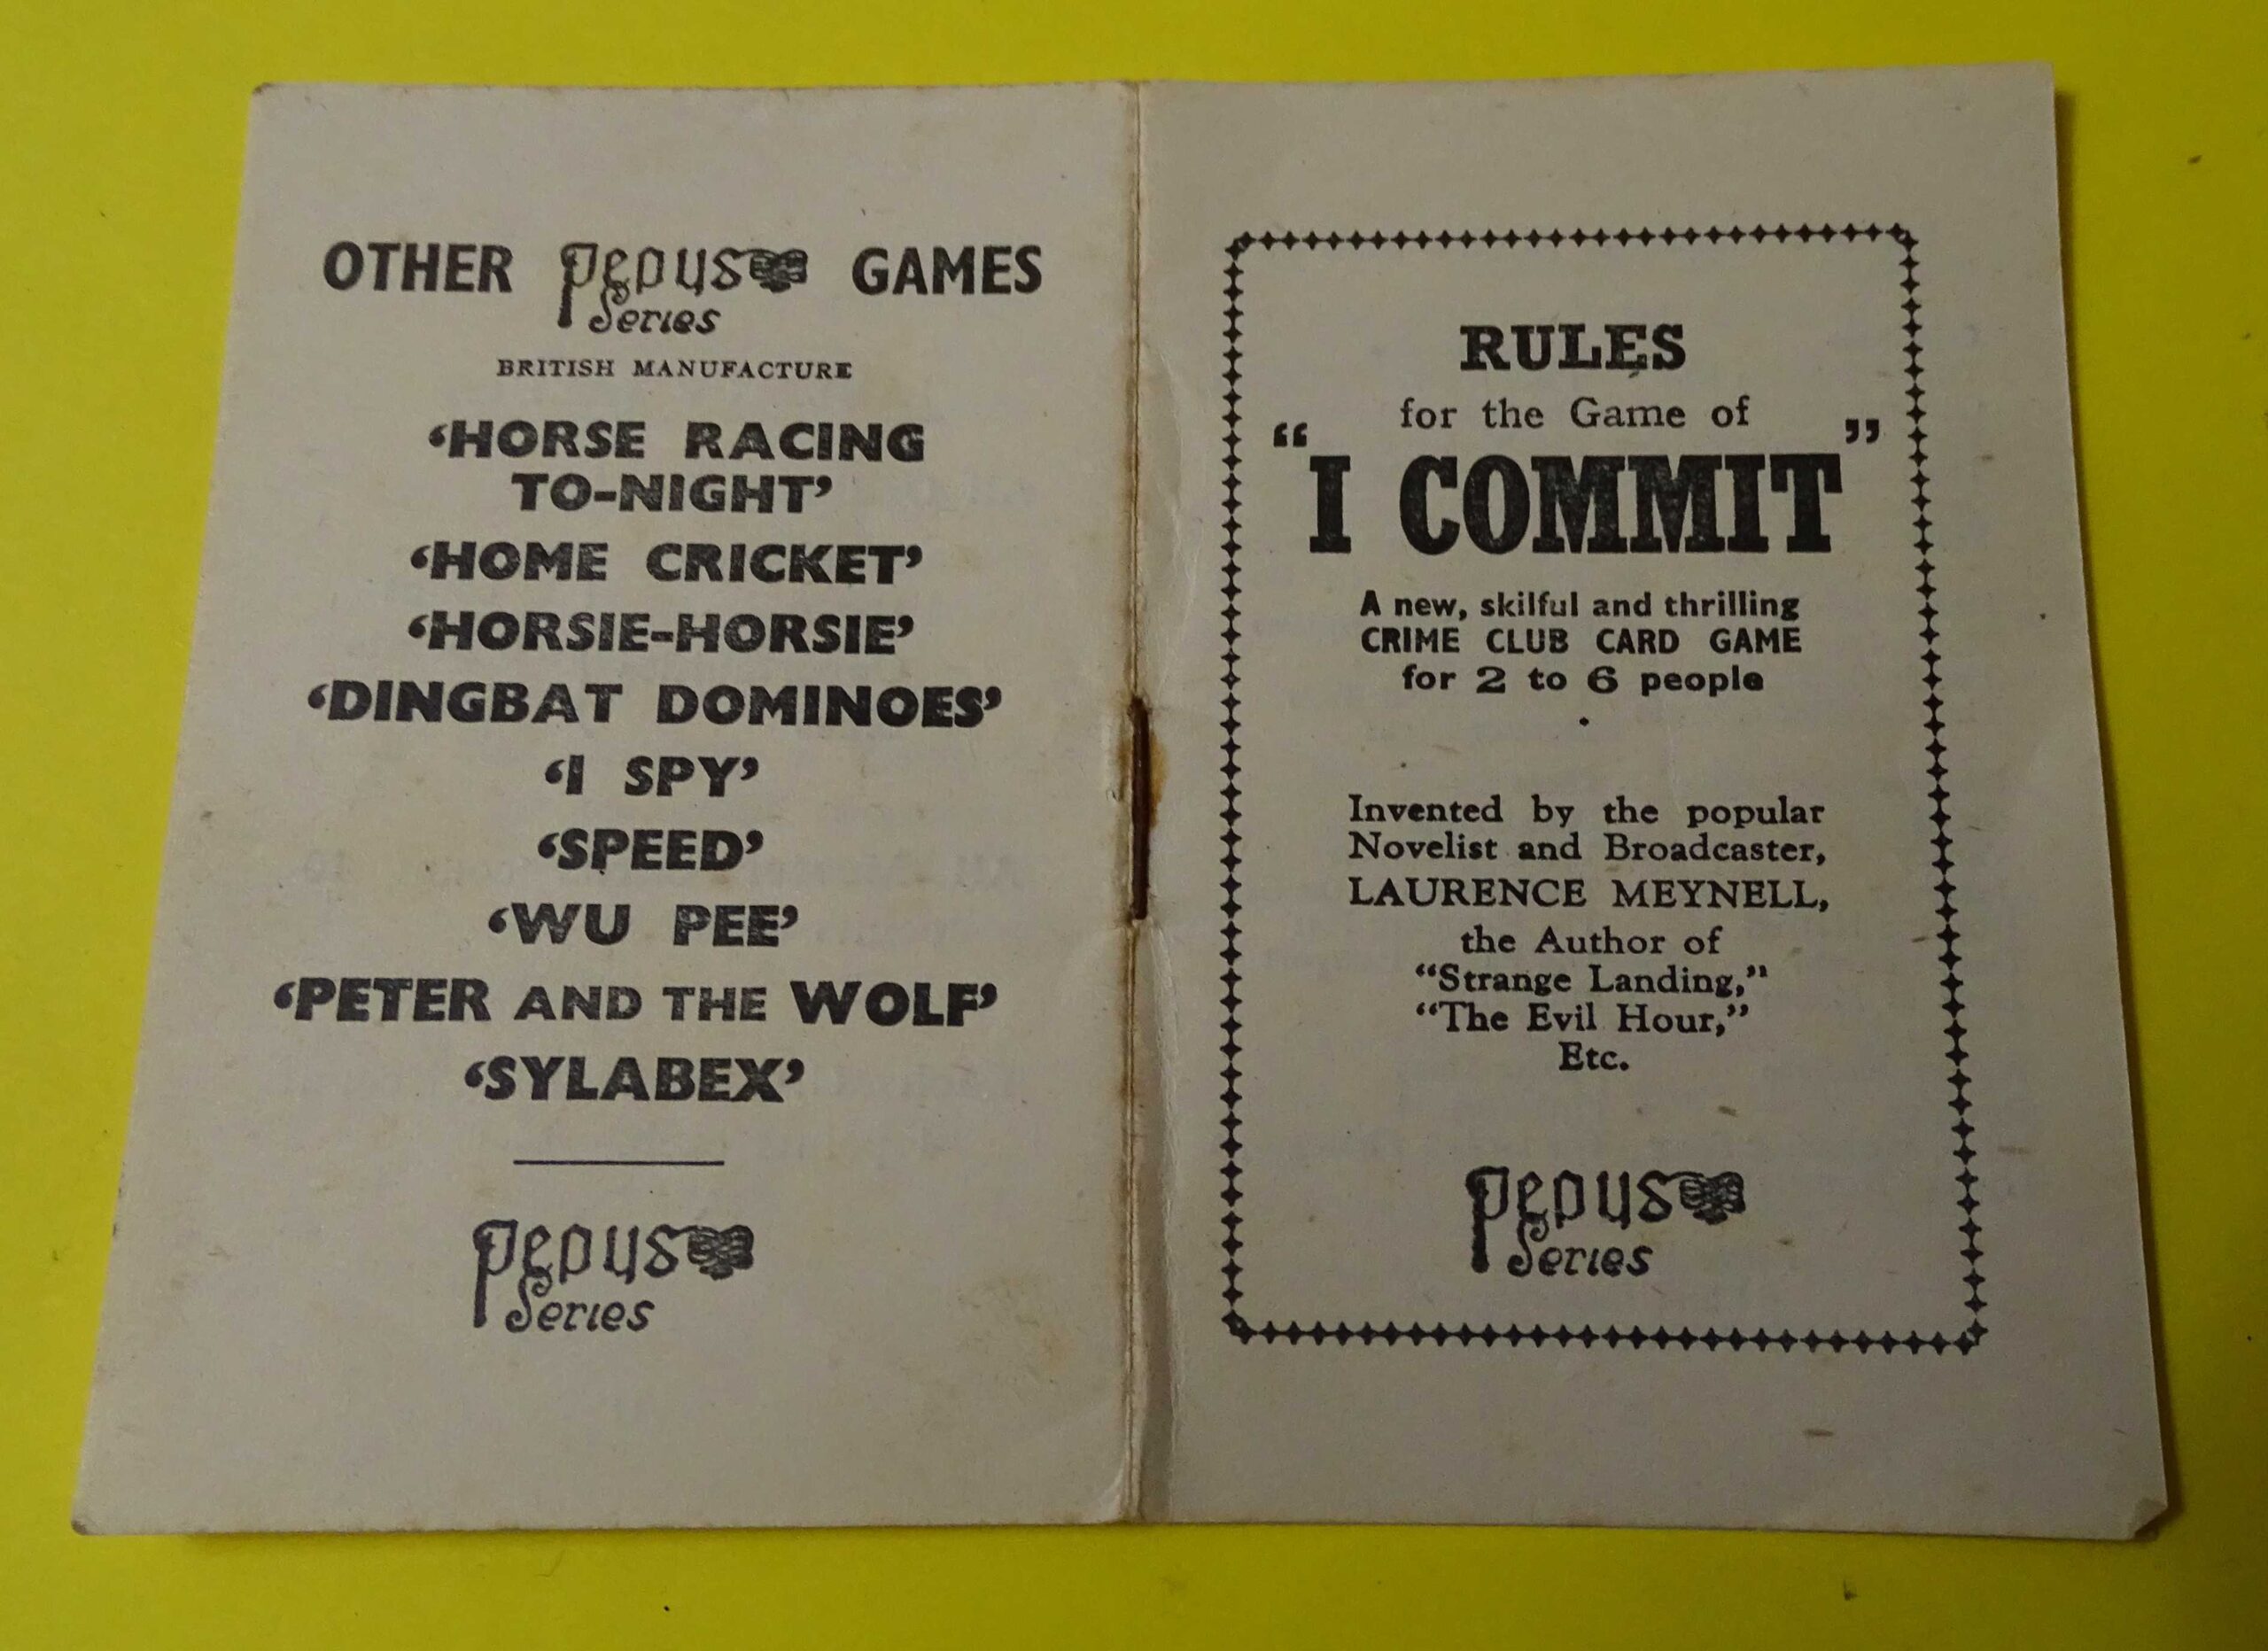 OTHER Pepys GAMES
Series
BRITISH MANUFACTURE
‘HORSE RACING
TO-NIGHT’
‘HOME CRICKET’
‘HORSIE-HORSIE’
‘DINGBAT DOMINOES’
‘I SPY’
‘SPEED’
‘WU PEE’
‘PETER AND THE WOLF’
‘SYLABEX’
Pepys
Series
RULES
for the Game of
“I COMMIT”
A new, skilful and thrilling
CRIME CLUB CARD GAME
for 2 to 6 people
Invented by the popular
Novelist and Broadcaster,
LAURENCE MEYNELL,
the Author of
“Strange Landing,”
“The Evil Hour,”
Etc.
Pepys
Series